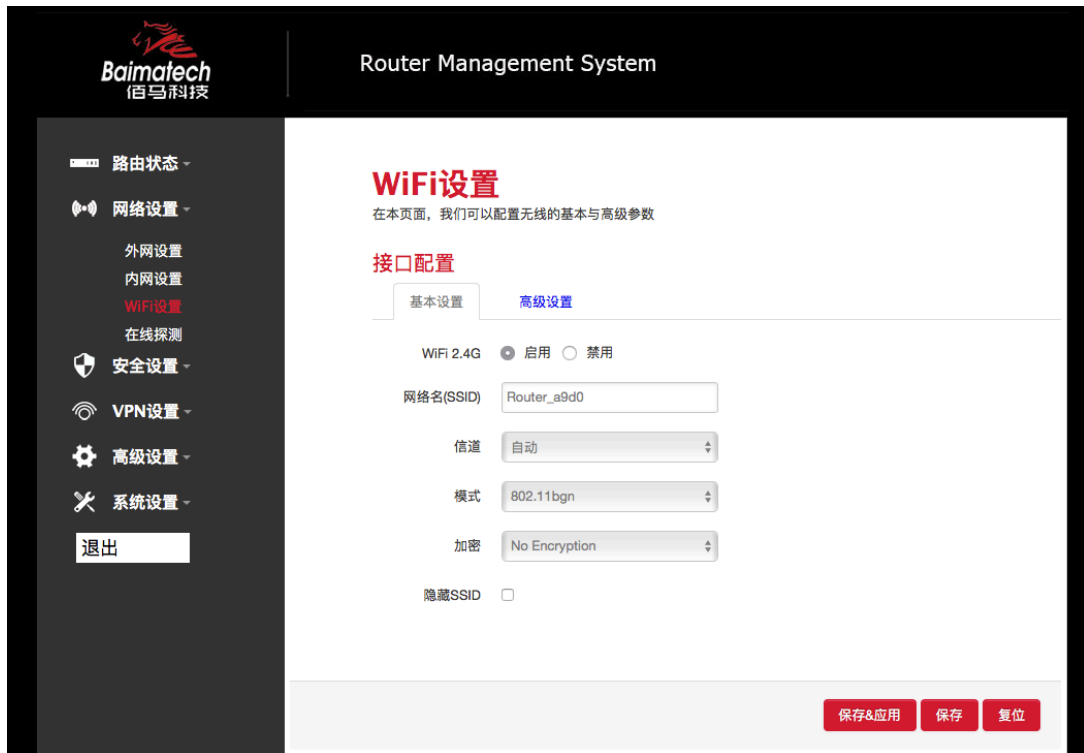 Baimatech
佰马科技
Router Management System
路由状态
网络设置
外网设置
内网设置
WiFi设置
在线探测
安全设置
VPN设置
高级设置
系统设置
退出
WiFi设置
在本页面，我们可以配置无线的基本与高级参数
接口配置
基本设置 高级设置
WiFi 2.4G 启用 禁用
网络名(SSID) Router_a9d0
信道 自动
模式 802.11bgn
加密 No Encryption
隐藏SSID
保存&应用 保存 复位